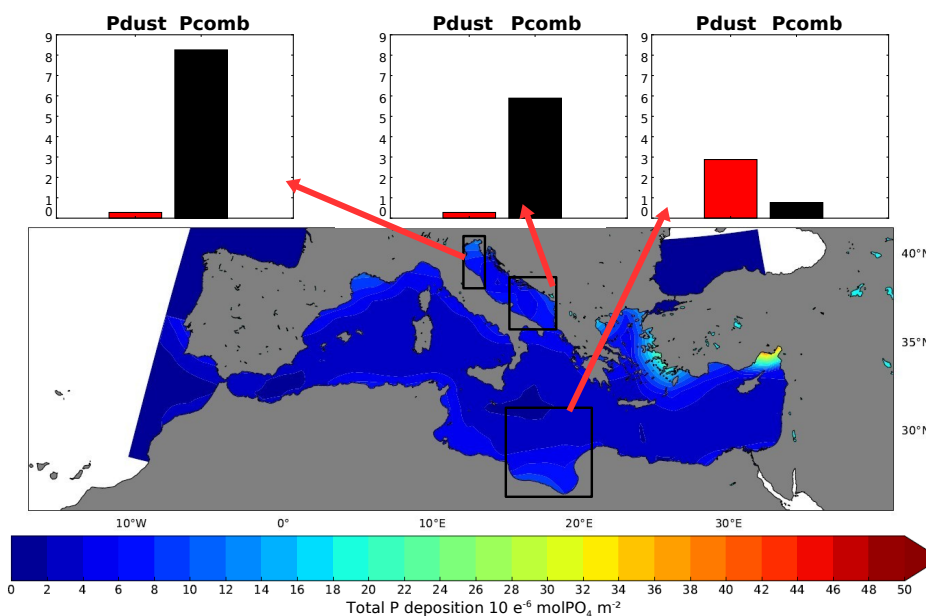 Pdust Pcomb Pdust Pcomb Pdust Pcomb
9 9 9
8 8 8
7 7 7
6 6 6
5 5 5
4 4 4
3 3 3
2 2 2
1 1 1
0 0 0
40°N
35°N
30°N
10°W 0° 10°E 20°E 30°E
0 2 4 6 8 10 12 14 16 18 20 22 24 26 28 30 32 34 36 38 40 42 44 46 48 50
Total P deposition 10 e⁻⁶ molPO₄ m⁻²